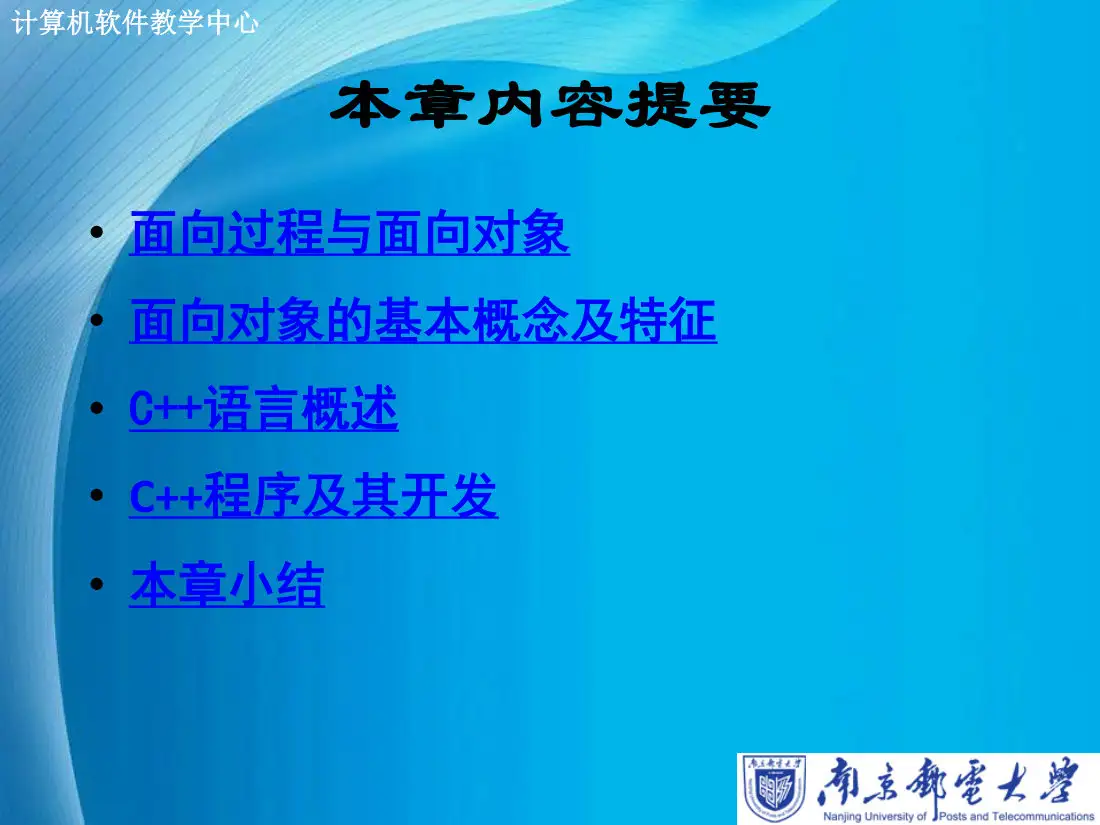 计算机软件教学中心
本章内容提要
• 面向过程与面向对象
• 面向对象的基本概念及特征
• C++语言概述
• C++程序及其开发
• 本章小结
南京郵電大學
Nanjing University of Posts and Telecommunications